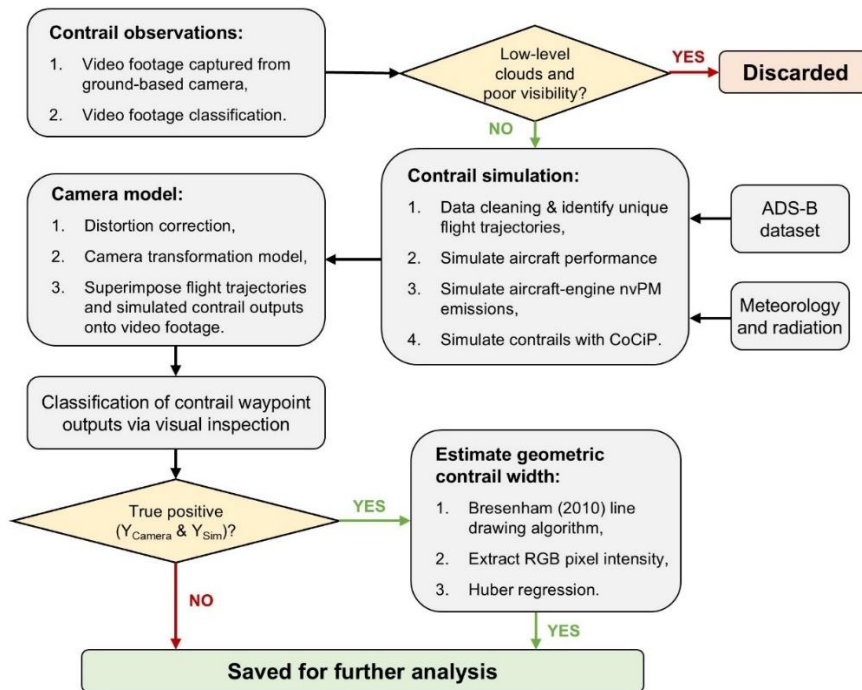 Contrail observations:
1. Video footage captured from
ground-based camera,
2. Video footage classification.
Low-level
clouds and
poor visibility?
YES
Discarded
NO
Contrail simulation:
1. Data cleaning & identify unique
flight trajectories,
2. Simulate aircraft performance
3. Simulate aircraft-engine nvPM
emissions,
4. Simulate contrails with CoCiP.
ADS-B
dataset
Meteorology
and radiation
Camera model:
1. Distortion correction,
2. Camera transformation model,
3. Superimpose flight trajectories
and simulated contrail outputs
onto video footage.
Classification of contrail waypoint
outputs via visual inspection
True positive
(YCamera & YSim)?
YES
NO
Estimate geometric
contrail width:
1. Bresenham (2010) line
drawing algorithm,
2. Extract RGB pixel intensity,
3. Huber regression.
YES
Saved for further analysis